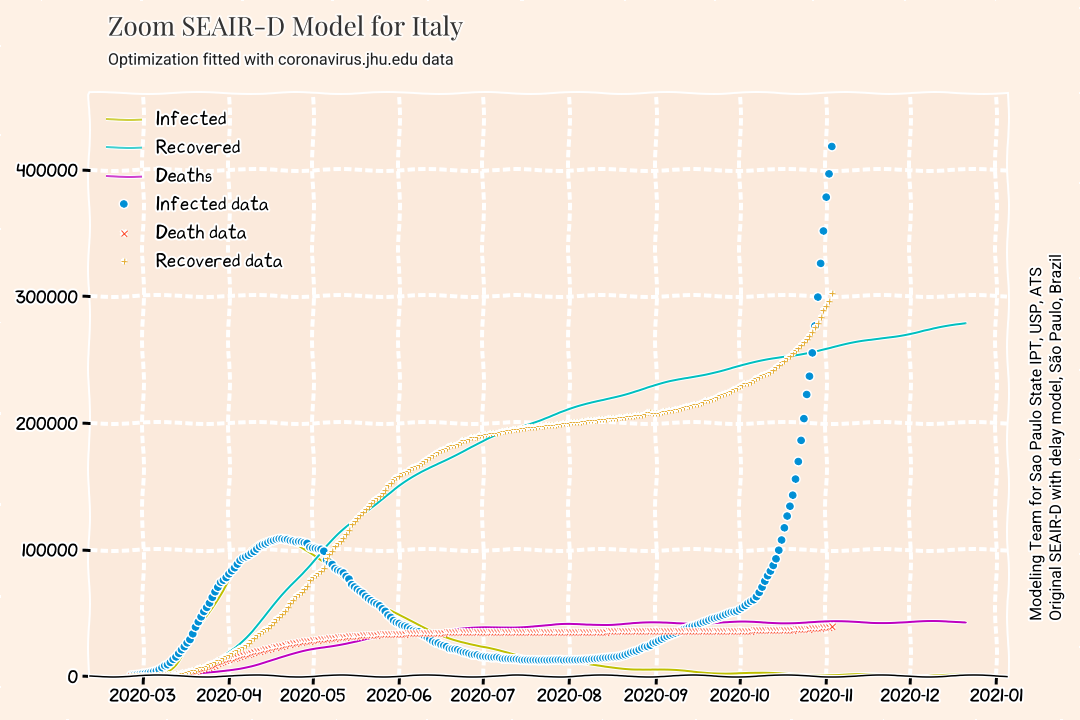 Zoom SEAIR-D Model for Italy
Optimization fitted with coronavirus.jhu.edu data
Infected
Recovered
Deaths
Infected data
Death data
Recovered data
400000
300000
200000
100000
0
2020-03
2020-04
2020-05
2020-06
2020-07
2020-08
2020-09
2020-10
2020-11
2020-12
2021-01
Modeling Team for Sao Paulo State IPT, USP, ATS
Original SEAIR-D with delay model, São Paulo, Brazil